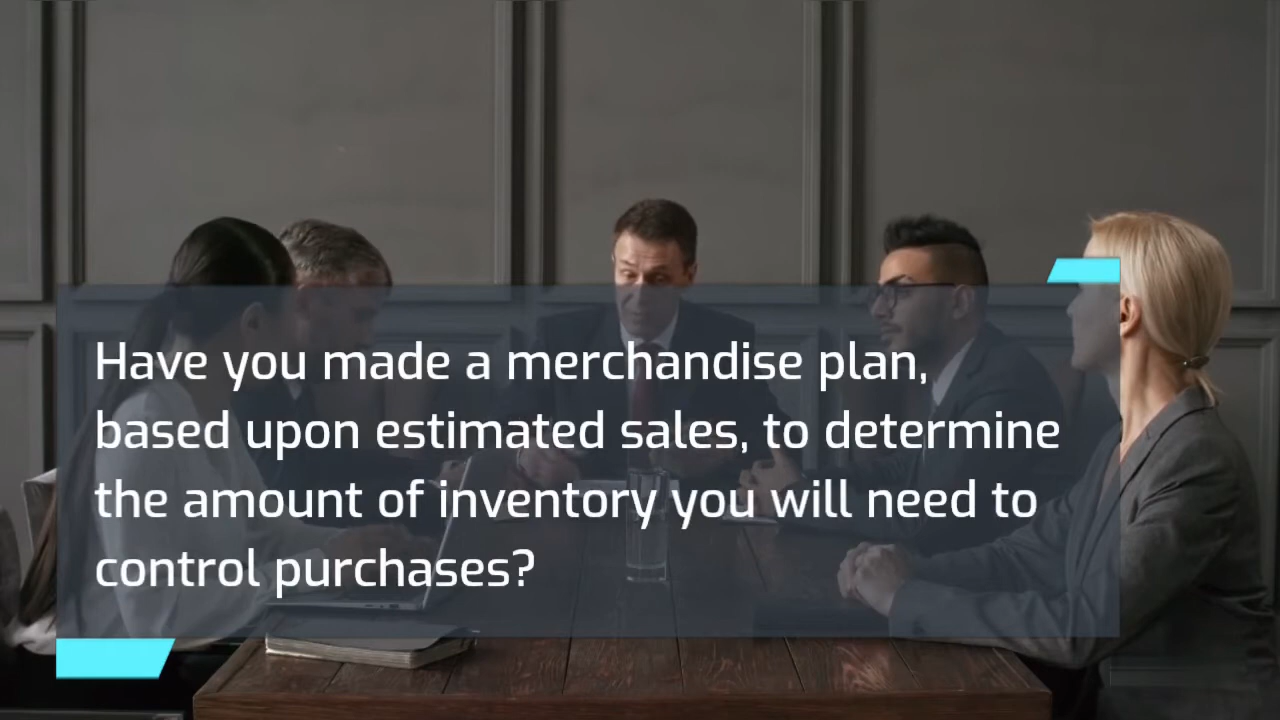 Have you made a merchandise plan,
based upon estimated sales, to determine
the amount of inventory you will need to
control purchases?